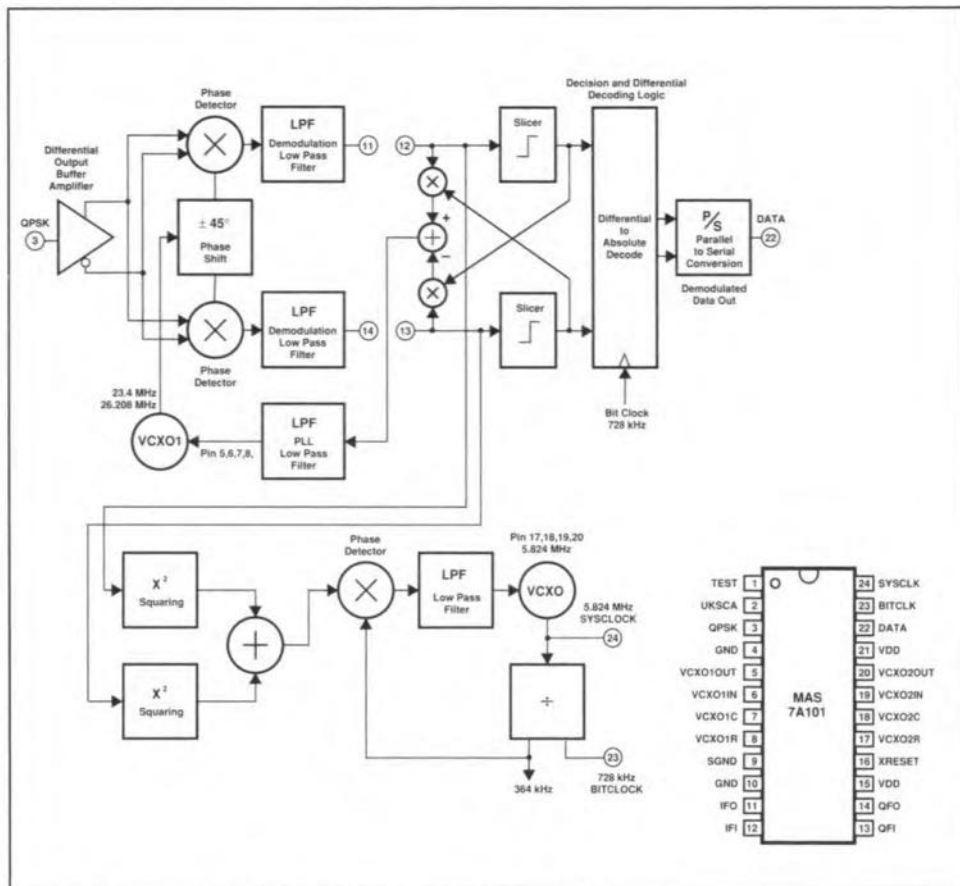 Phase
Detector
LPF
Demodulation
Low Pass
Filter
11
12
Decision and Differential
Decoding Logic
Slicer
Differential
Output
Buffer
Amplifier
QPSK
3
± 45°
Phase
Shift
×
×
+
+
−
×
×
Differential
to
Absolute
Decode
P/S
Parallel
to Serial
Conversion
DATA
22
Demodulated
Data Out
LPF
Demodulation
Low Pass
Filter
14
13
Slicer
Phase
Detector
23.4 MHz
26.208 MHz
VCXO1
Pin 5,6,7,8,
LPF
PLL
Low Pass
Filter
Bit Clock
728 kHz
X²
Squaring
X²
Squaring
+
Phase
Detector
×
LPF
Low Pass
Filter
Pin 17,18,19,20
5.824 MHz
VCXO
5.824 MHz
SYSCLOCK
24
÷
23
728 kHz
BITCLOCK
364 kHz
TEST 1
UKSCA 2
QPSK 3
GND 4
VCXO1OUT 5
VCXO1IN 6
VCXO1C 7
VCXO1R 8
SGND 9
GND 10
IFO 11
IFI 12
MAS
7A101
24 SYSCLK
23 BITCLK
22 DATA
21 VDD
20 VCXO2OUT
19 VCXO2IN
18 VCXO2C
17 VCXO2R
16 XRESET
15 VDD
14 QFO
13 QFI